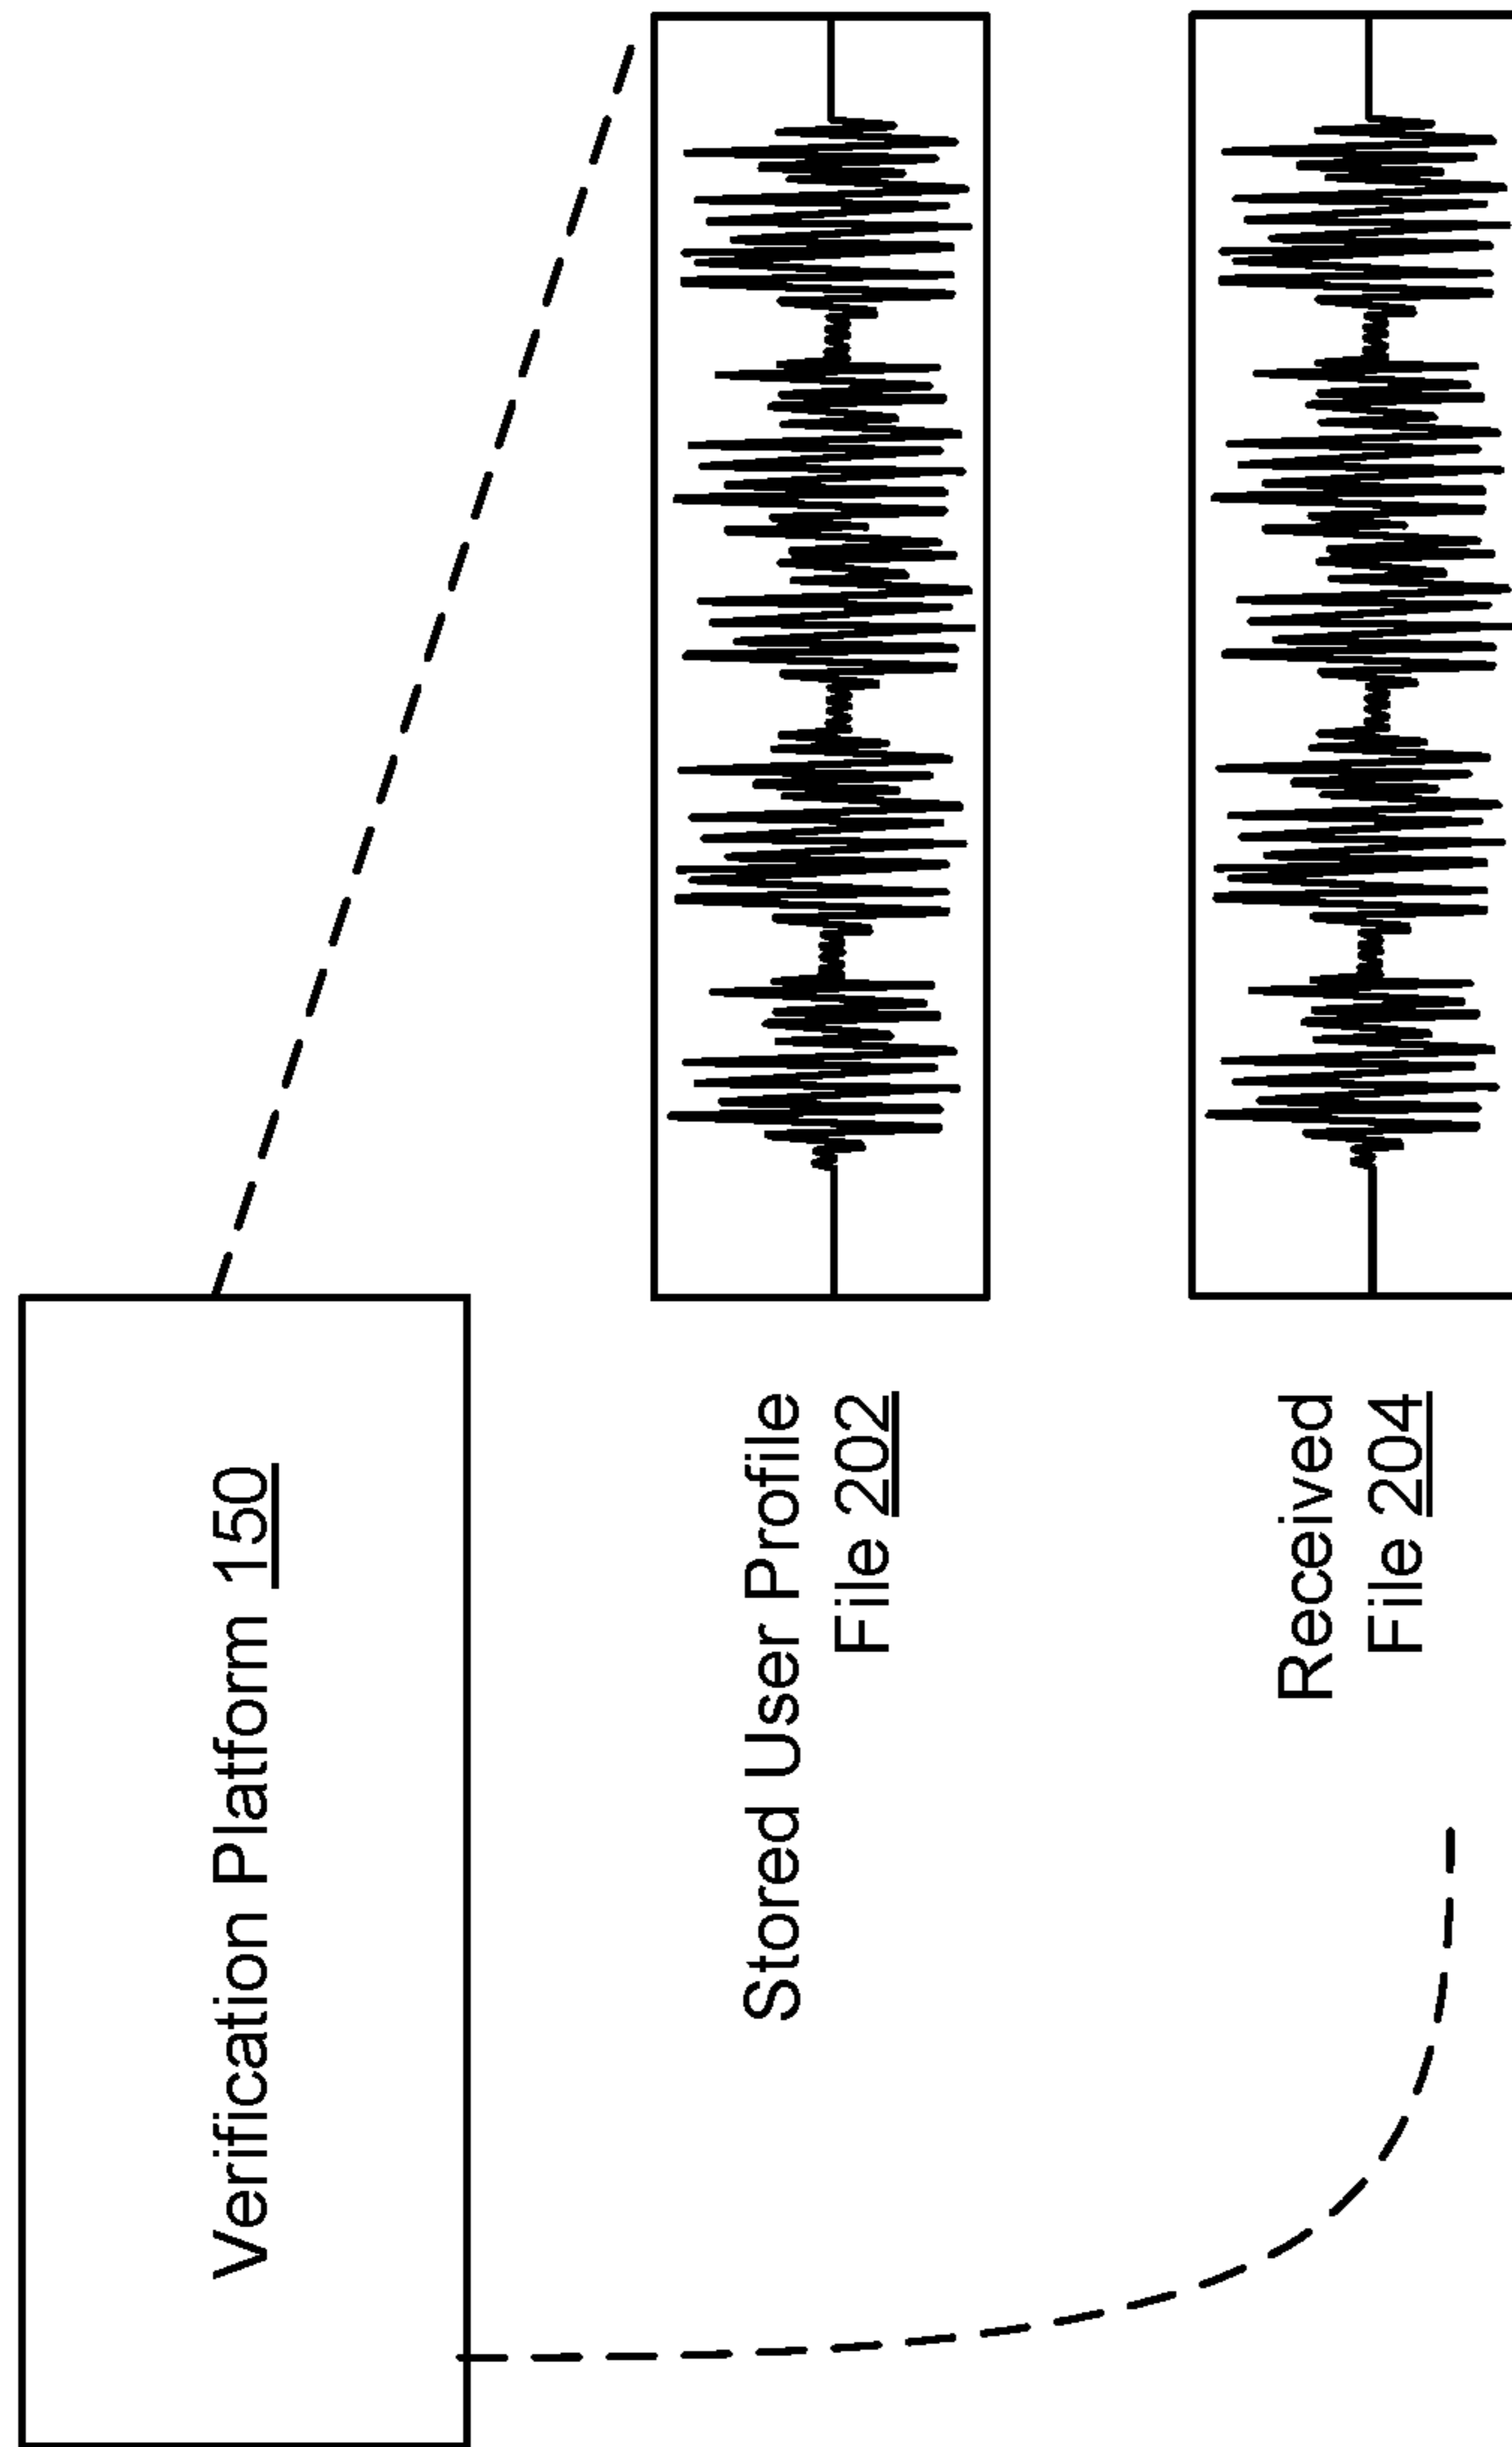 Verification Platform 150
Stored User Profile
File 202
Received
File 204